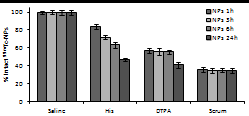 % Intact ⁹⁹ᵐTc-NPs
100
80
60
40
20
0
NPs 1h
NPs 3h
NPs 6h
NPs 24h
Saline
His
DTPA
Serum